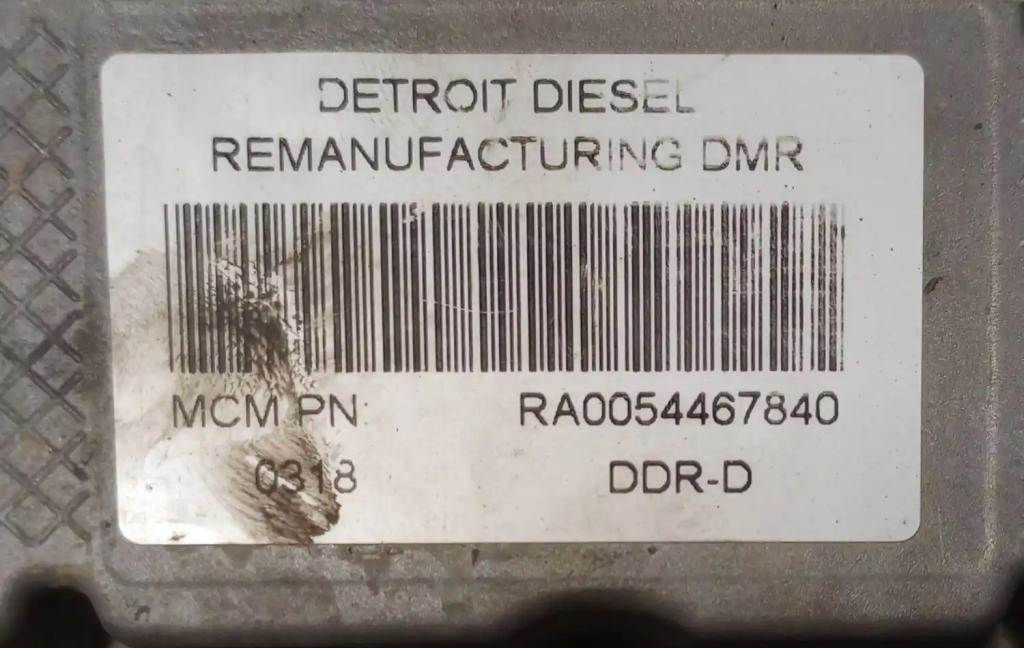 DETROIT DIESEL
REMANUFACTURING DMR
MCM PN RA0054467840
0318 DDR-D